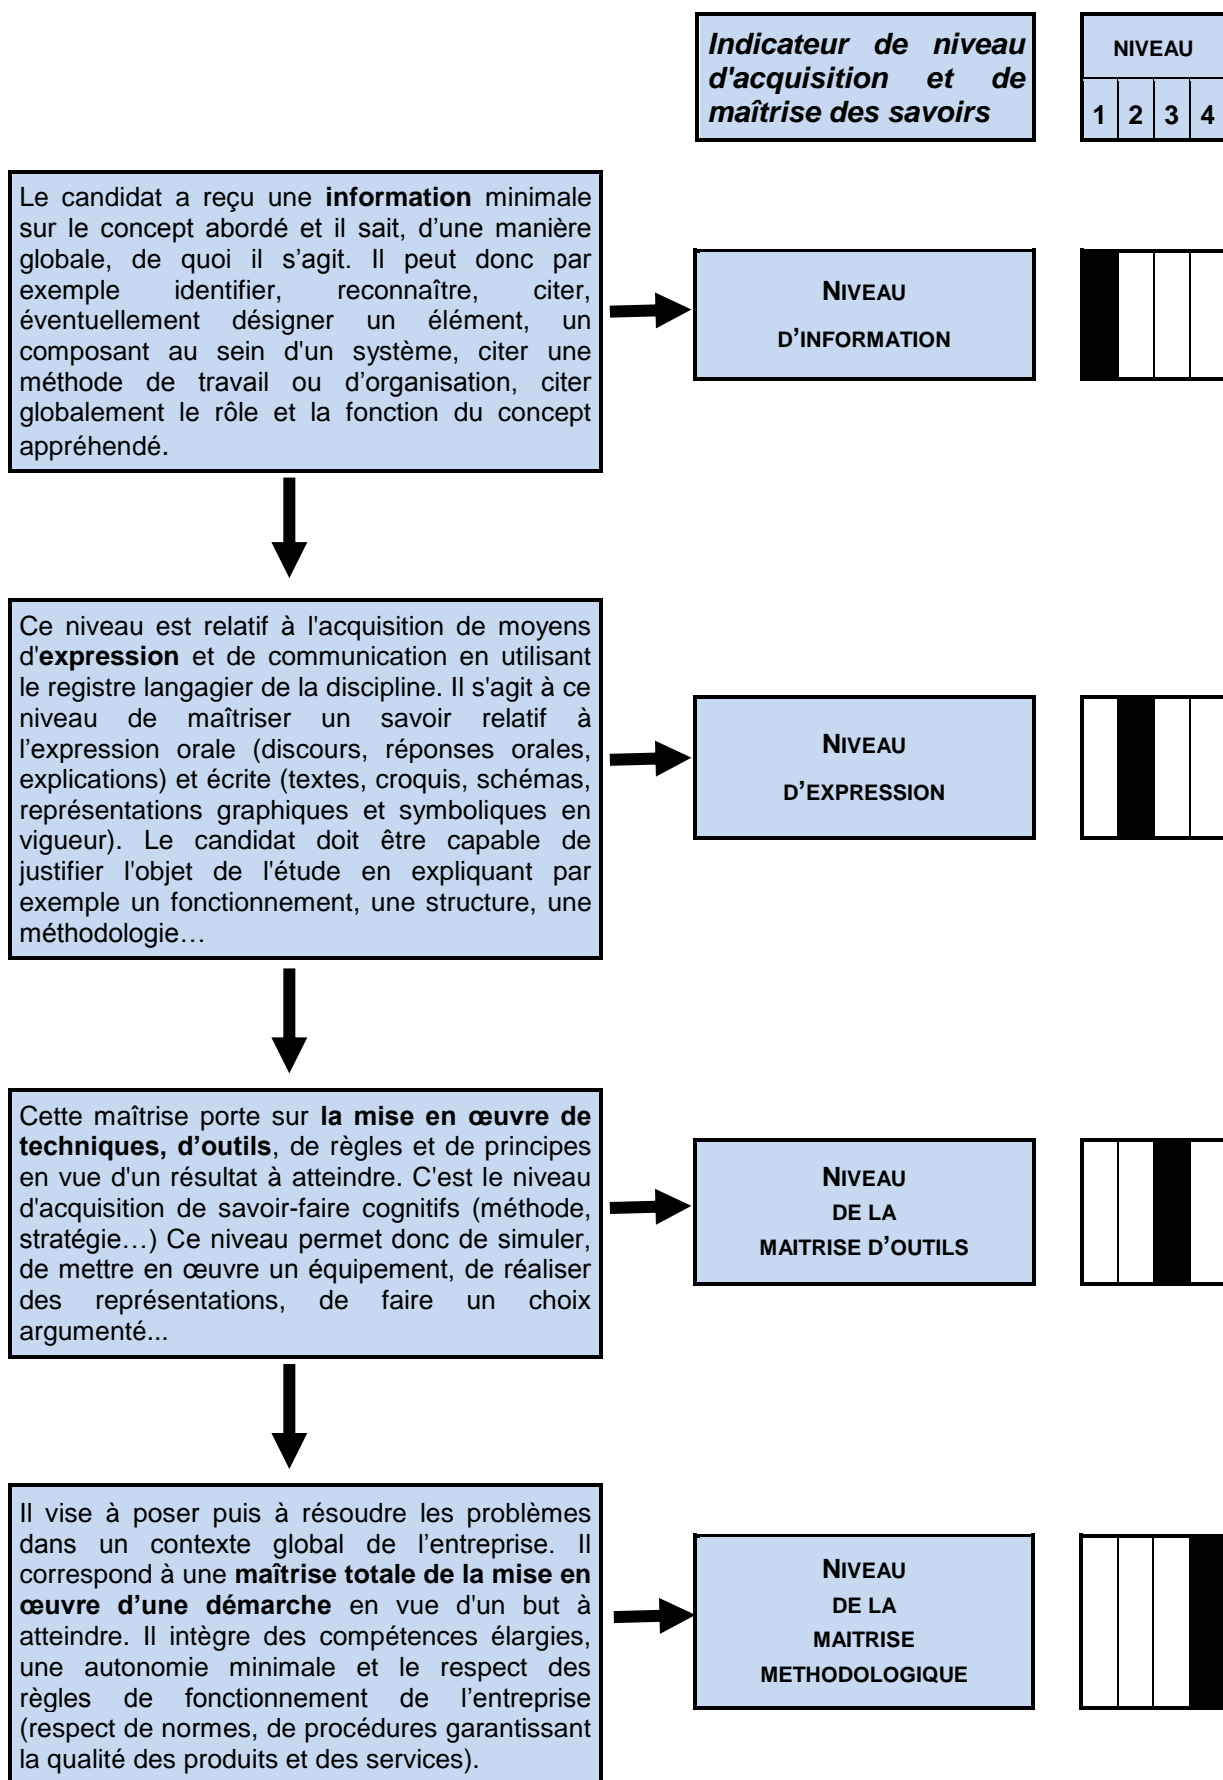 Indicateur de niveau
d'acquisition et de
maîtrise des savoirs
NIVEAU
1 2 3 4
Le candidat a reçu une information minimale
sur le concept abordé et il sait, d’une manière
globale, de quoi il s’agit. Il peut donc par
exemple identifier, reconnaître, citer,
éventuellement désigner un élément, un
composant au sein d'un système, citer une
méthode de travail ou d’organisation, citer
globalement le rôle et la fonction du concept
appréhendé.
NIVEAU
D’INFORMATION
Ce niveau est relatif à l'acquisition de moyens
d'expression et de communication en utilisant
le registre langagier de la discipline. Il s'agit à ce
niveau de maîtriser un savoir relatif à
l’expression orale (discours, réponses orales,
explications) et écrite (textes, croquis, schémas,
représentations graphiques et symboliques en
vigueur). Le candidat doit être capable de
justifier l'objet de l'étude en expliquant par
exemple un fonctionnement, une structure, une
méthodologie…
NIVEAU
D’EXPRESSION
Cette maîtrise porte sur la mise en œuvre de
techniques, d’outils, de règles et de principes
en vue d'un résultat à atteindre. C'est le niveau
d'acquisition de savoir-faire cognitifs (méthode,
stratégie…) Ce niveau permet donc de simuler,
de mettre en œuvre un équipement, de réaliser
des représentations, de faire un choix
argumenté...
NIVEAU
DE LA
MAITRISE D’OUTILS
Il vise à poser puis à résoudre les problèmes
dans un contexte global de l’entreprise. Il
correspond à une maîtrise totale de la mise en
œuvre d’une démarche en vue d'un but à
atteindre. Il intègre des compétences élargies,
une autonomie minimale et le respect des
règles de fonctionnement de l’entreprise
(respect de normes, de procédures garantissant
la qualité des produits et des services).
NIVEAU
DE LA
MAITRISE
METHODOLOGIQUE